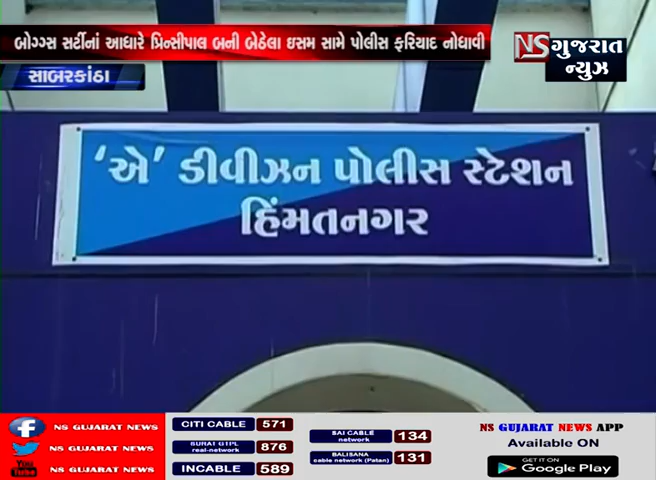 બોગ્ગ્સ સર્ટીનાં આધારે પ્રિન્સીપાલ બની બેઠેલા ઇસમ સામે પોલીસ ફરિયાદ નોધાવી
સાબરકાંઠા
NS ગુજરાત
ન્યુઝ
'એ' ડીવીઝન પોલીસ સ્ટેશન
હિંમતનગર
NS GUJARAT NEWS
NS GUJARAT NEWS
You Tube NS GUJARAT NEWS
CITI CABLE 571
SURAT GTPL
real-network 876
INCABLE 589
SAI CABLE
network 134
BALISANA
cable network (Patan) 131
NS GUJARAT NEWS APP
Available ON
GET IT ON
Google Play